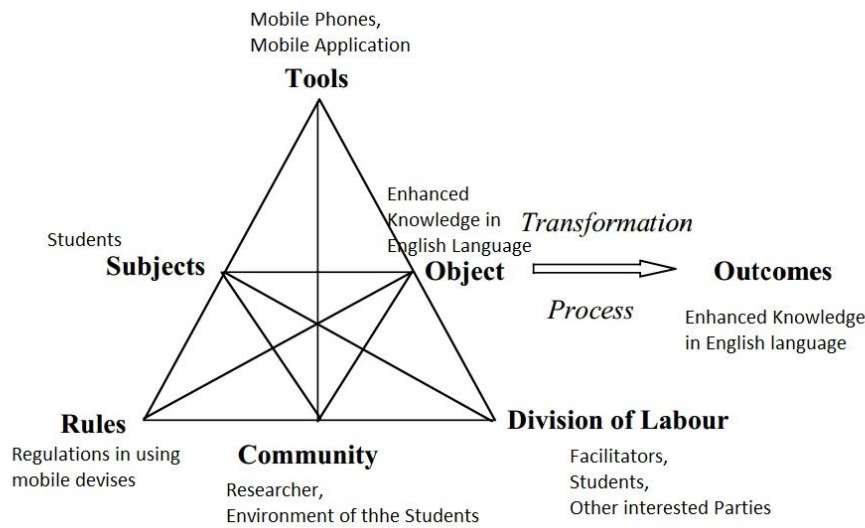 Mobile Phones,
Mobile Application
Tools
Enhanced
Knowledge in
English Language
Transformation
Students
Subjects
Object
Outcomes
Process
Enhanced Knowledge
in English language
Rules
Division of Labour
Regulations in using
mobile devises
Community
Facilitators,
Students,
Other interested Parties
Researcher,
Environment of thhe Students